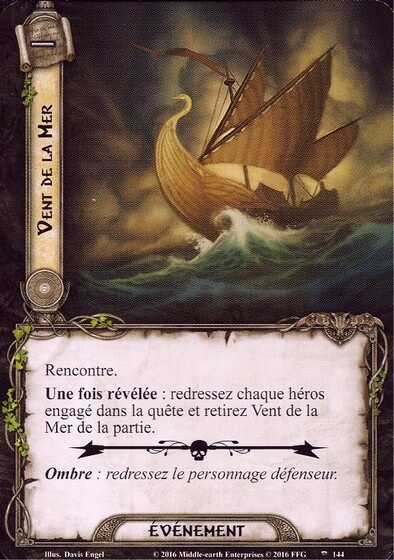 —
VENT DE LA MER
Rencontre.
Une fois révélée : redressez chaque héros
engagé dans la quête et retirez Vent de la
Mer de la partie.
Ombre : redressez le personnage défenseur.
ÉVÉNEMENT
Illus. Davis Engel © 2016 Middle-earth Enterprises © 2016 FFG 144